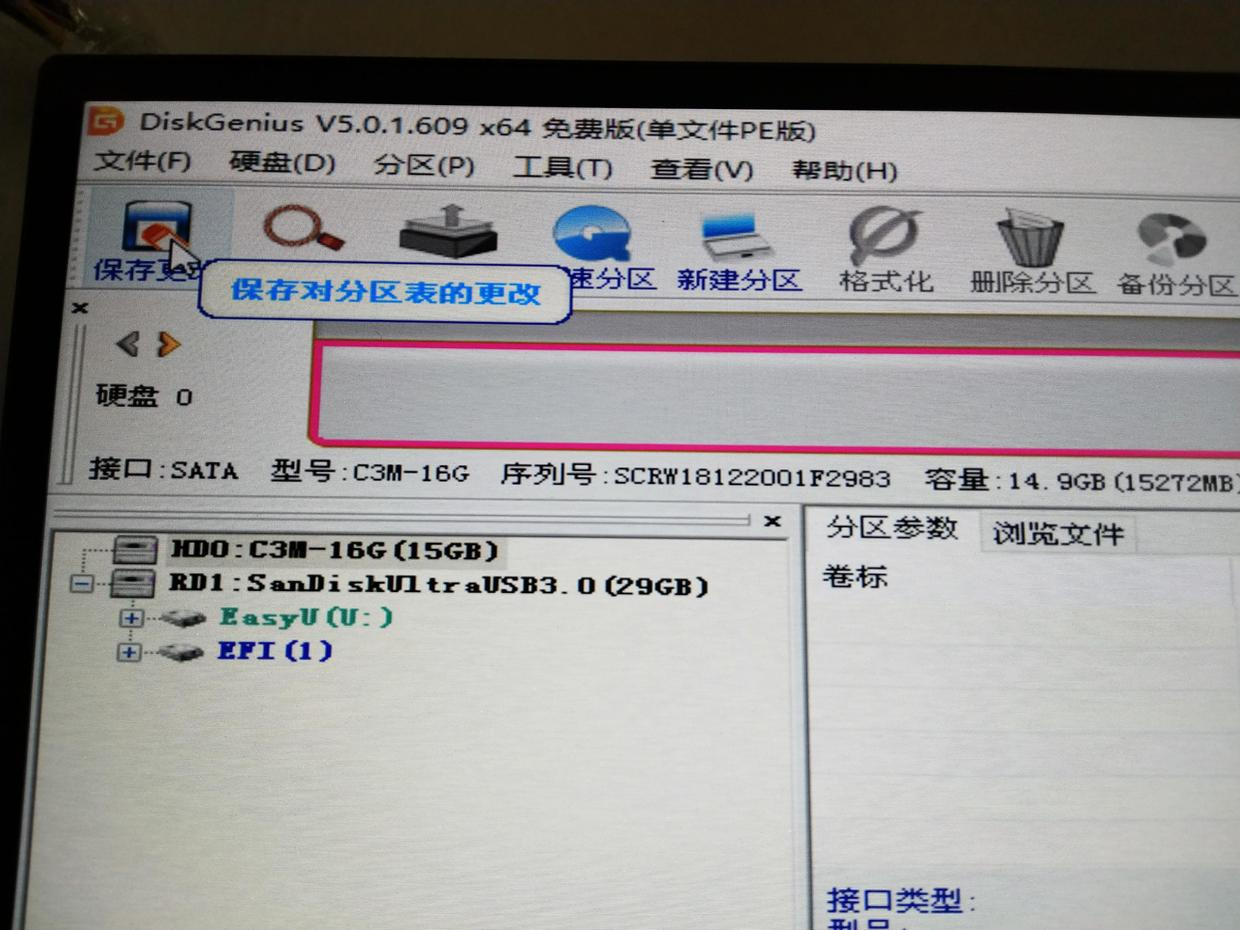 DiskGenius V5.0.1.609 x64 免费版(单文件PE版)
文件(F) 硬盘(D) 分区(P) 工具(T) 查看(V) 帮助(H)
保存更改 速分区 新建分区 格式化 删除分区 备份分区
保存对分区表的更改
硬盘 0
接口:SATA 型号:C3M-16G 序列号:SCRW18122001F2983 容量:14.9GB(15272MB)
HD0:C3M-16G(15GB)
RD1:SanDiskUltraUSB3.0(29GB)
EasyU(U:)
EFI(1)
分区参数 浏览文件
卷标
接口类型:
型号: